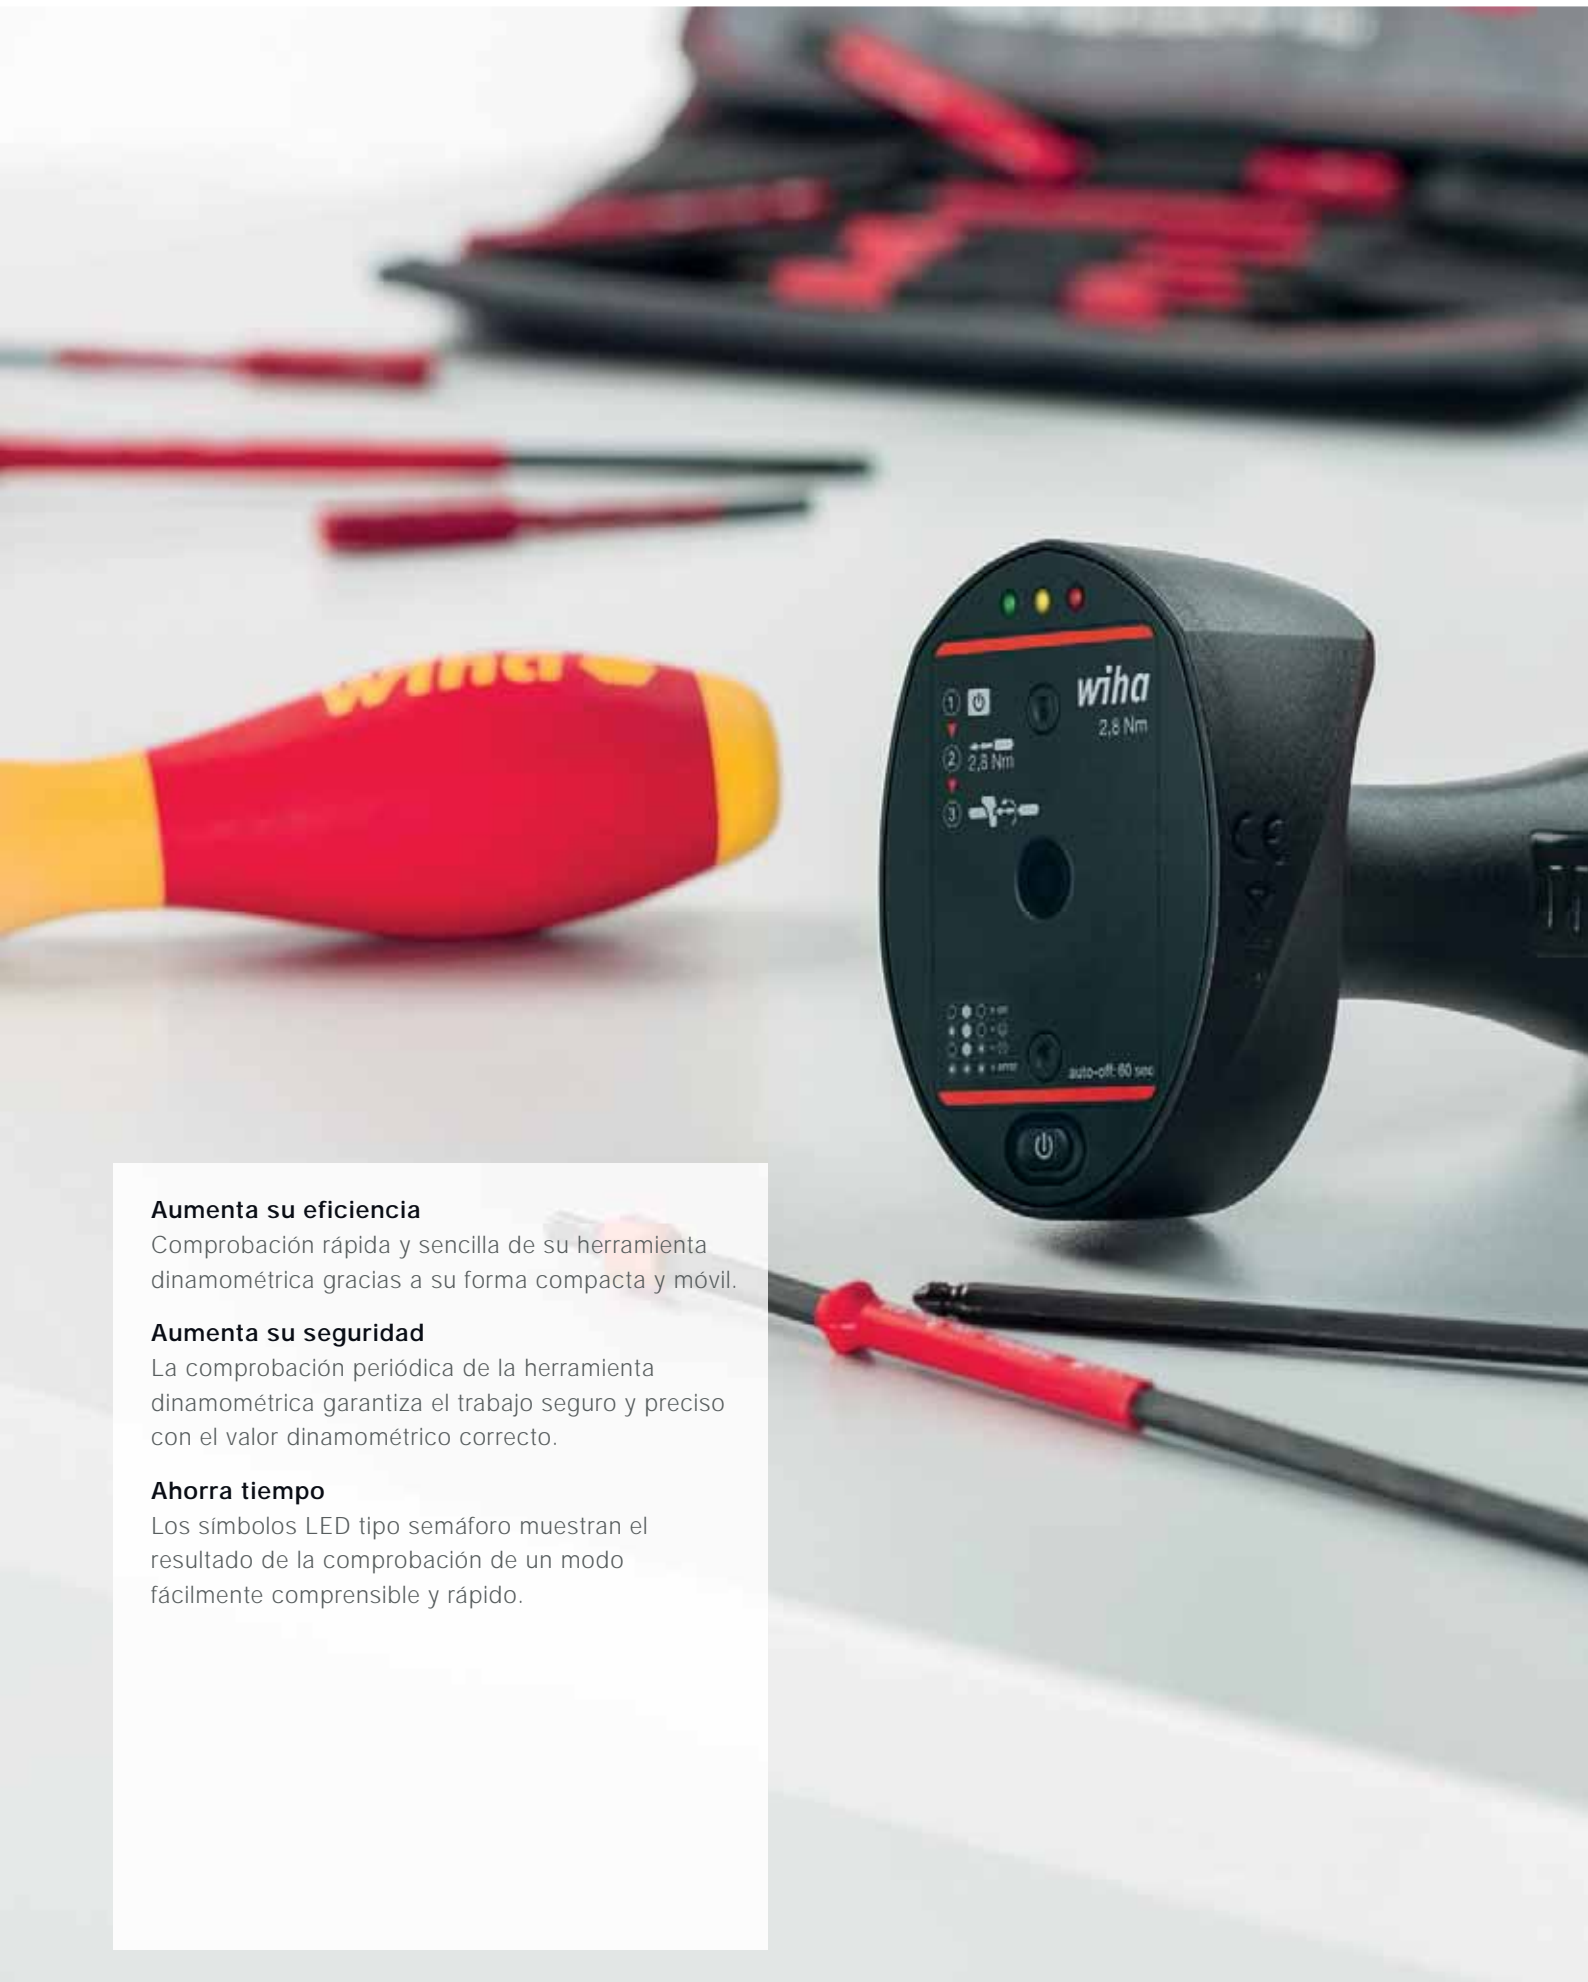 wiha
wiha
2,8 Nm
1
2
2,8 Nm
3
auto-off: 60 sec
Aumenta su eficiencia
Comprobación rápida y sencilla de su herramienta
dinamométrica gracias a su forma compacta y móvil.
Aumenta su seguridad
La comprobación periódica de la herramienta
dinamométrica garantiza el trabajo seguro y preciso
con el valor dinamométrico correcto.
Ahorra tiempo
Los símbolos LED tipo semáforo muestran el
resultado de la comprobación de un modo
fácilmente comprensible y rápido.